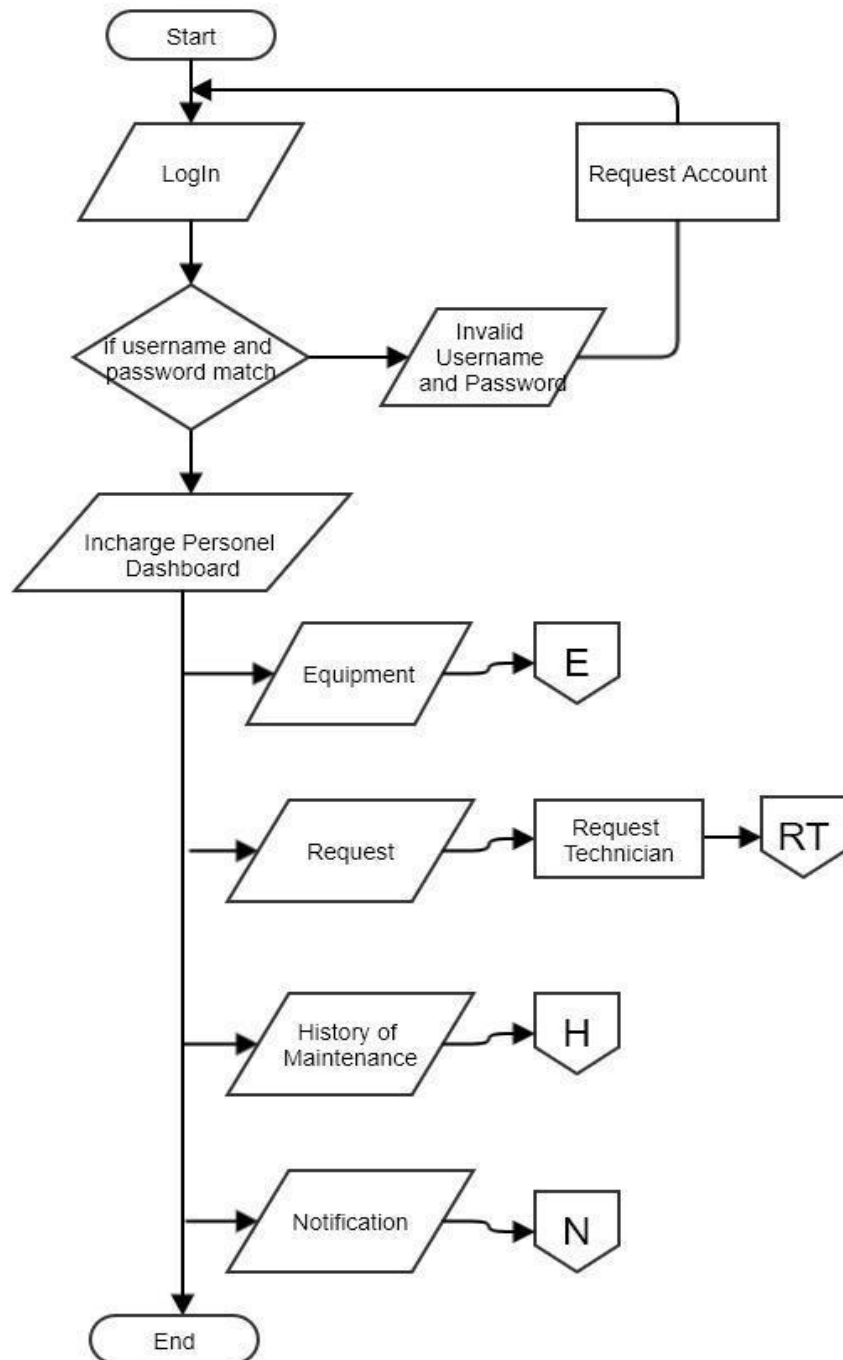 Start
LogIn
Request Account
if username and
password match
Invalid
Username
and Password
Incharge Personel
Dashboard
Equipment
E
Request
Request
Technician
RT
History of
Maintenance
H
Notification
N
End